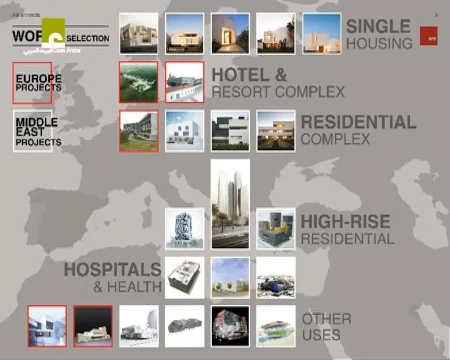 WOR SELECTION
SINGLE
HOUSING
EUROPE
PROJECTS
HOTEL &
RESORT COMPLEX
MIDDLE
EAST
PROJECTS
RESIDENTIAL
COMPLEX
HIGH-RISE
RESIDENTIAL
HOSPITALS
& HEALTH
OTHER
USES